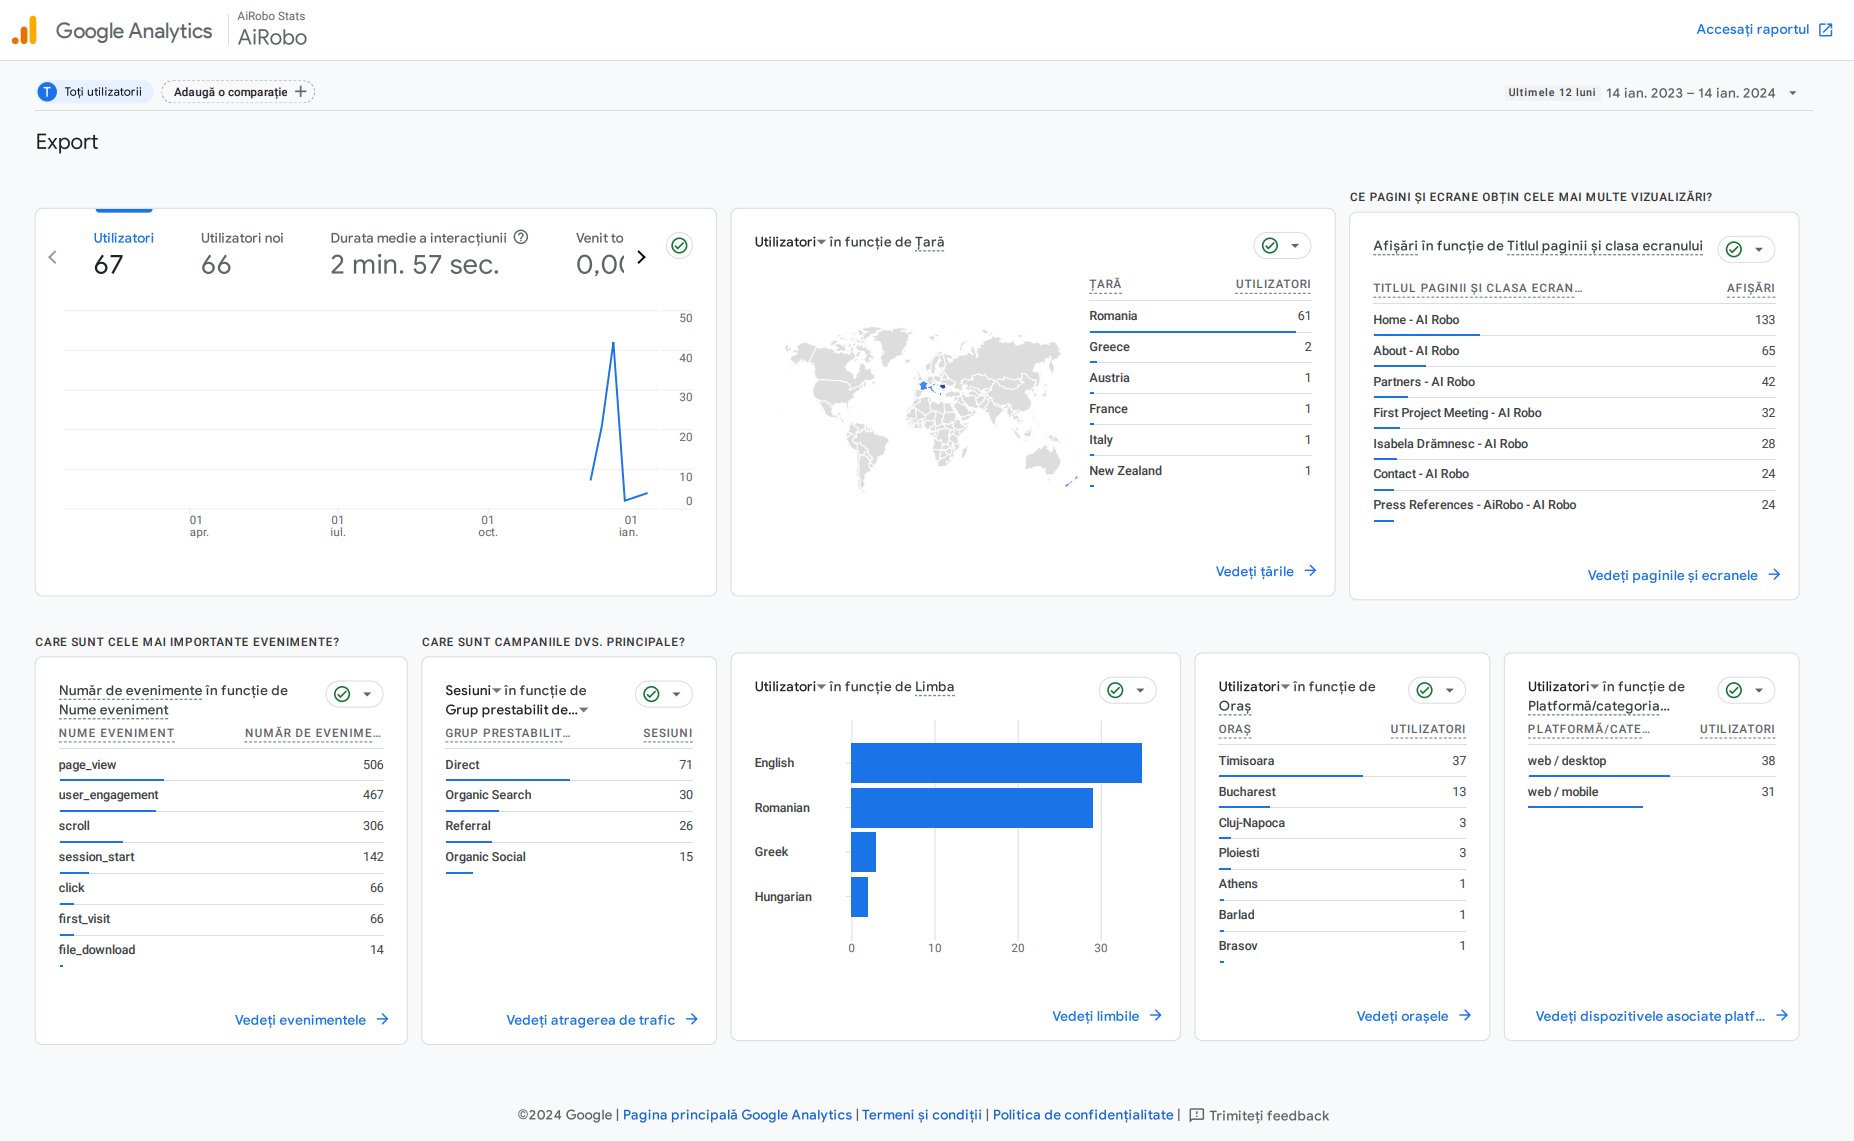 Google Analytics
AiRobo Stats
AiRobo
Accesați raportul
T Toți utilizatorii
Adaugă o comparație
Ultimele 12 luni 14 ian. 2023 – 14 ian. 2024
Export
Utilizatori
67
Utilizatori noi
66
Durata medie a interacțiunii
2 min. 57 sec.
Venit to
0,00
50
40
30
20
10
0
01 apr.
01 iul.
01 oct.
01 ian.
Utilizatori în funcție de Țară
ȚARĂ UTILIZATORI
Romania 61
Greece 2
Austria 1
France 1
Italy 1
New Zealand 1
Vedeți țările
CE PAGINI ȘI ECRANE OBȚIN CELE MAI MULTE VIZUALIZĂRI?
Afișări în funcție de Titlul paginii și clasa ecranului
TITLUL PAGINII ȘI CLASA ECRAN… AFIȘĂRI
Home - AI Robo 133
About - AI Robo 65
Partners - AI Robo 42
First Project Meeting - AI Robo 32
Isabela Drămnesc - AI Robo 28
Contact - AI Robo 24
Press References - AiRobo - AI Robo 24
Vedeți paginile și ecranele
CARE SUNT CELE MAI IMPORTANTE EVENIMENTE?
Număr de evenimente în funcție de
Nume eveniment
NUME EVENIMENT NUMĂR DE EVENIME…
page_view 506
user_engagement 467
scroll 306
session_start 142
click 66
first_visit 66
file_download 14
Vedeți evenimentele
CARE SUNT CAMPANIILE DVS. PRINCIPALE?
Sesiuni în funcție de
Grup prestabilit de…
GRUP PRESTABILIT… SESIUNI
Direct 71
Organic Search 30
Referral 26
Organic Social 15
Vedeți atragerea de trafic
Utilizatori în funcție de Limba
English
Romanian
Greek
Hungarian
0 10 20 30
Vedeți limbile
Utilizatori în funcție de
Oraș
ORAȘ UTILIZATORI
Timisoara 37
Bucharest 13
Cluj-Napoca 3
Ploiesti 3
Athens 1
Barlad 1
Brasov 1
Vedeți orașele
Utilizatori în funcție de
Platformă/categoria…
PLATFORMĂ/CATE… UTILIZATORI
web / desktop 38
web / mobile 31
Vedeți dispozitivele asociate platf…
©2024 Google | Pagina principală Google Analytics | Termeni și condiții | Politica de confidențialitate | Trimiteți feedback